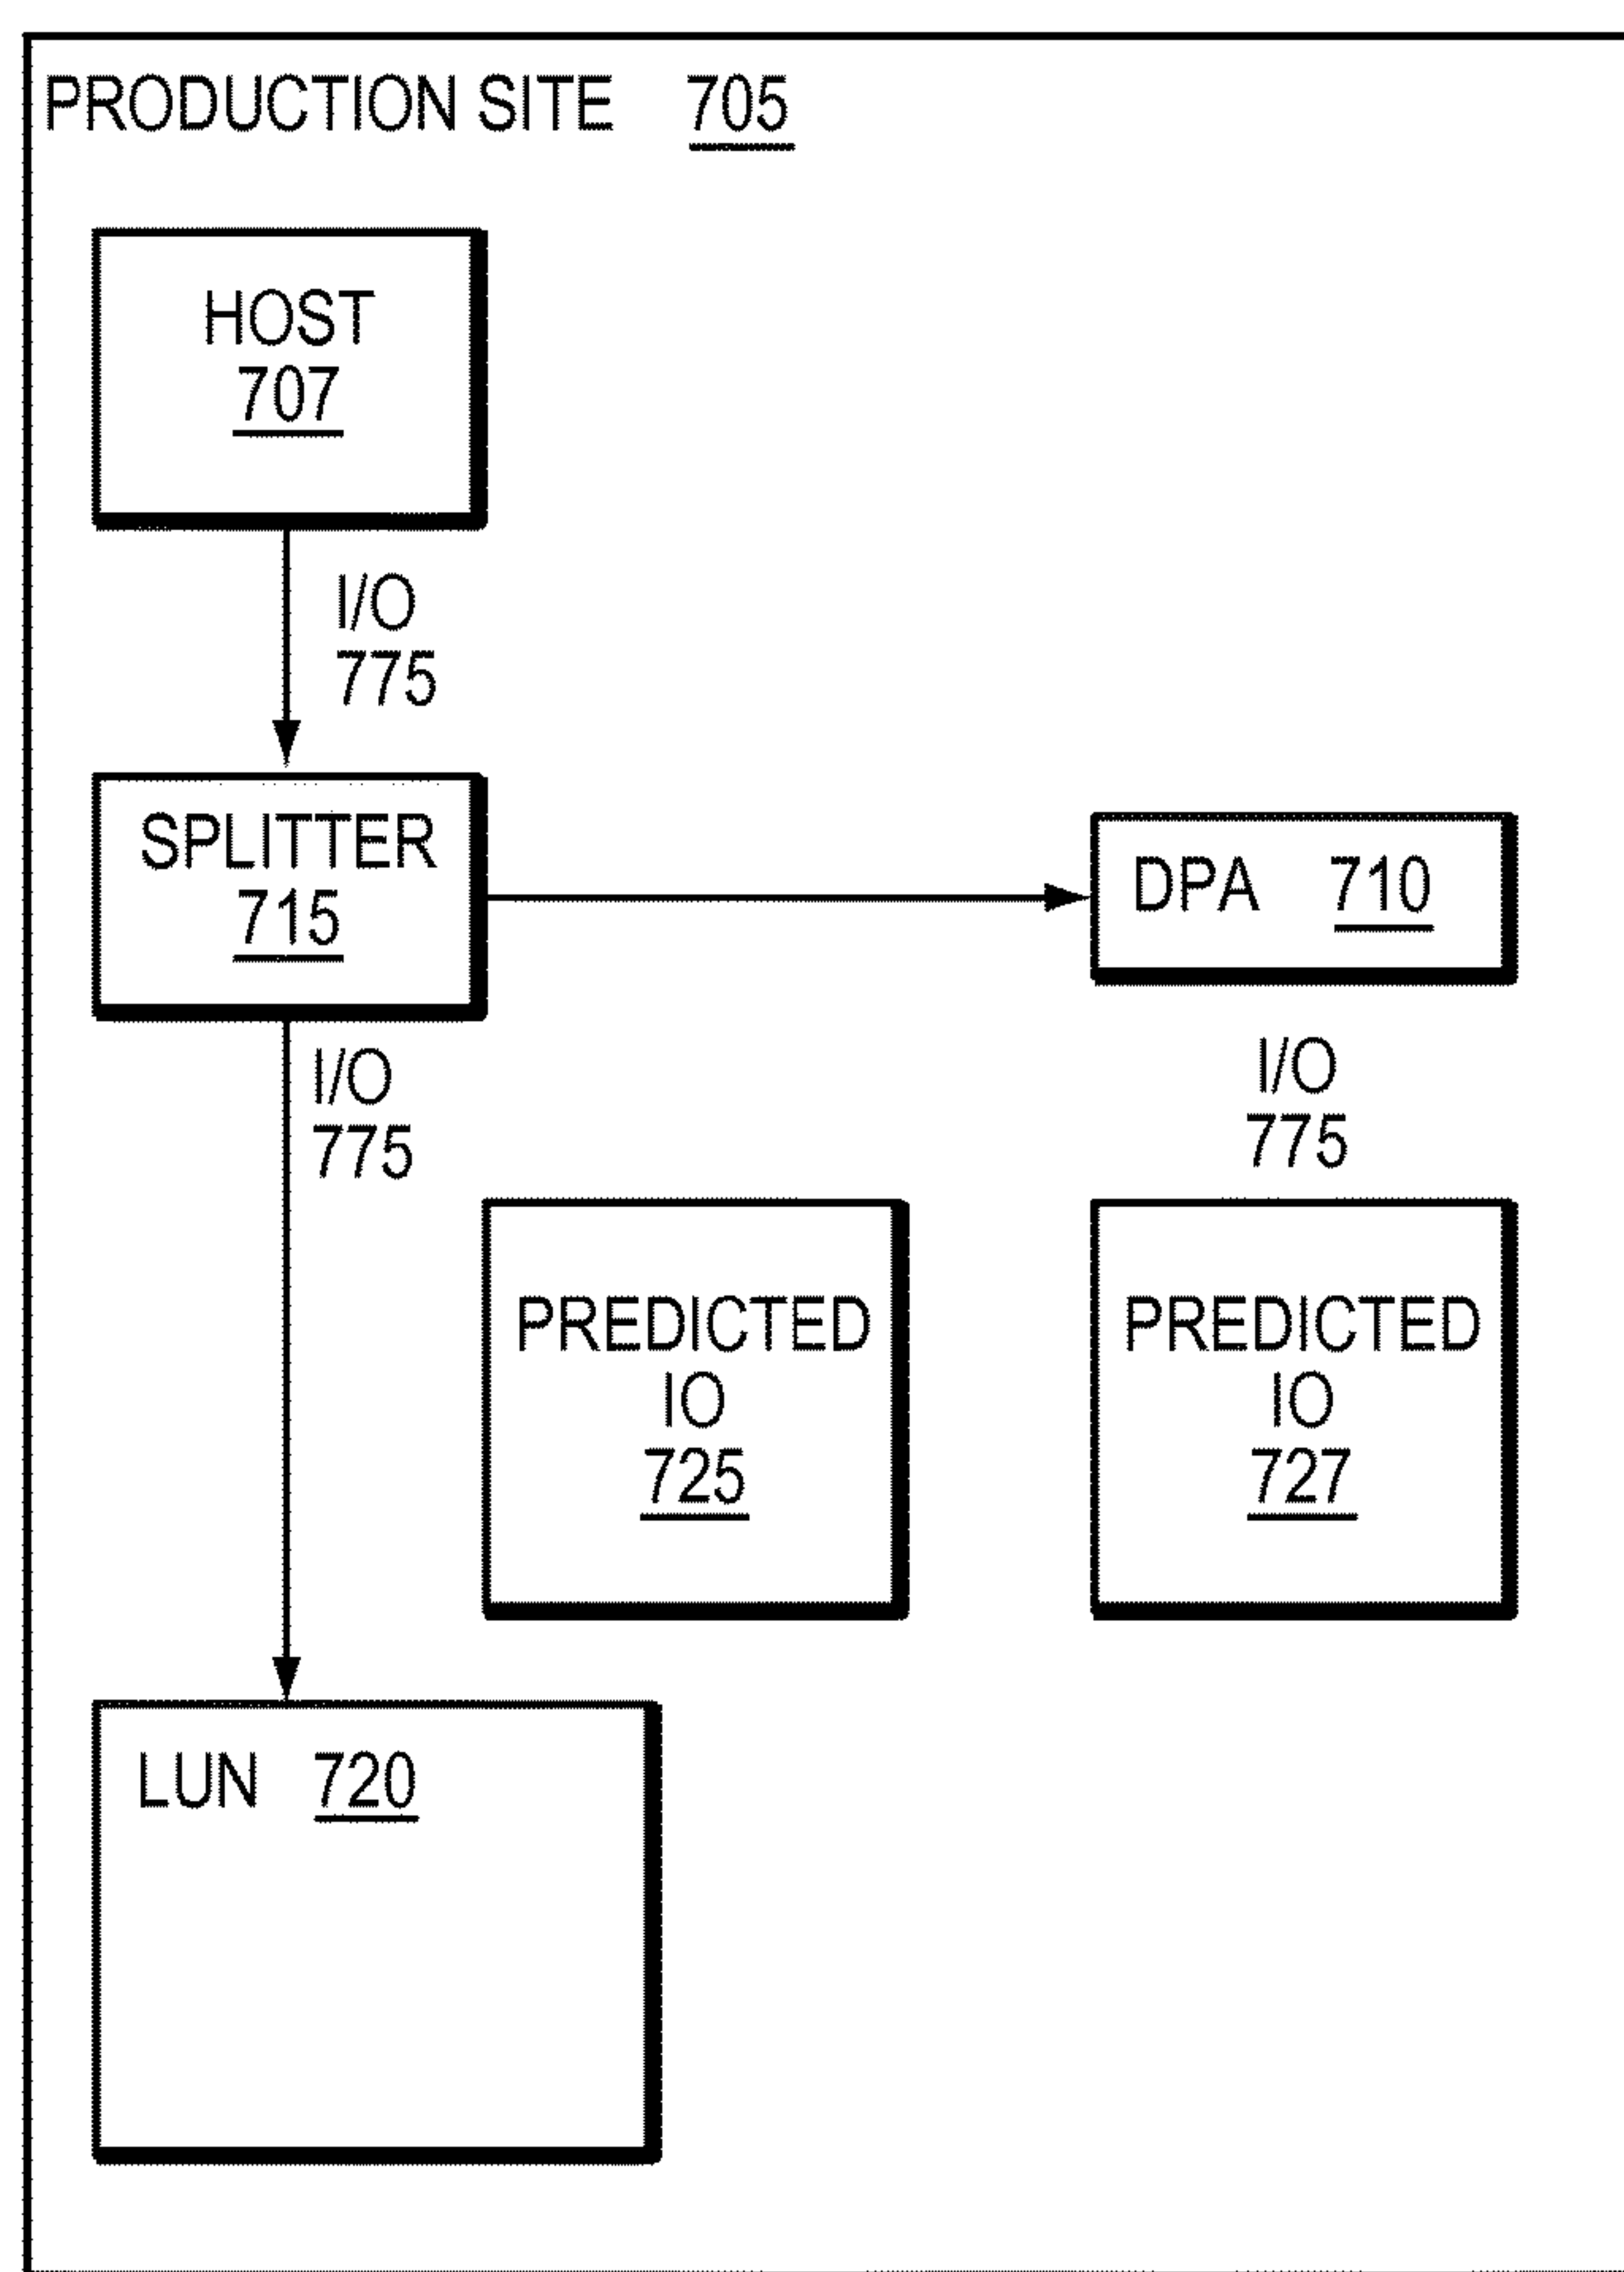 PRODUCTION SITE 705
HOST
707
I/O
775
SPLITTER
715
DPA 710
I/O
775
I/O
775
PREDICTED
IO
725
PREDICTED
IO
727
LUN 720